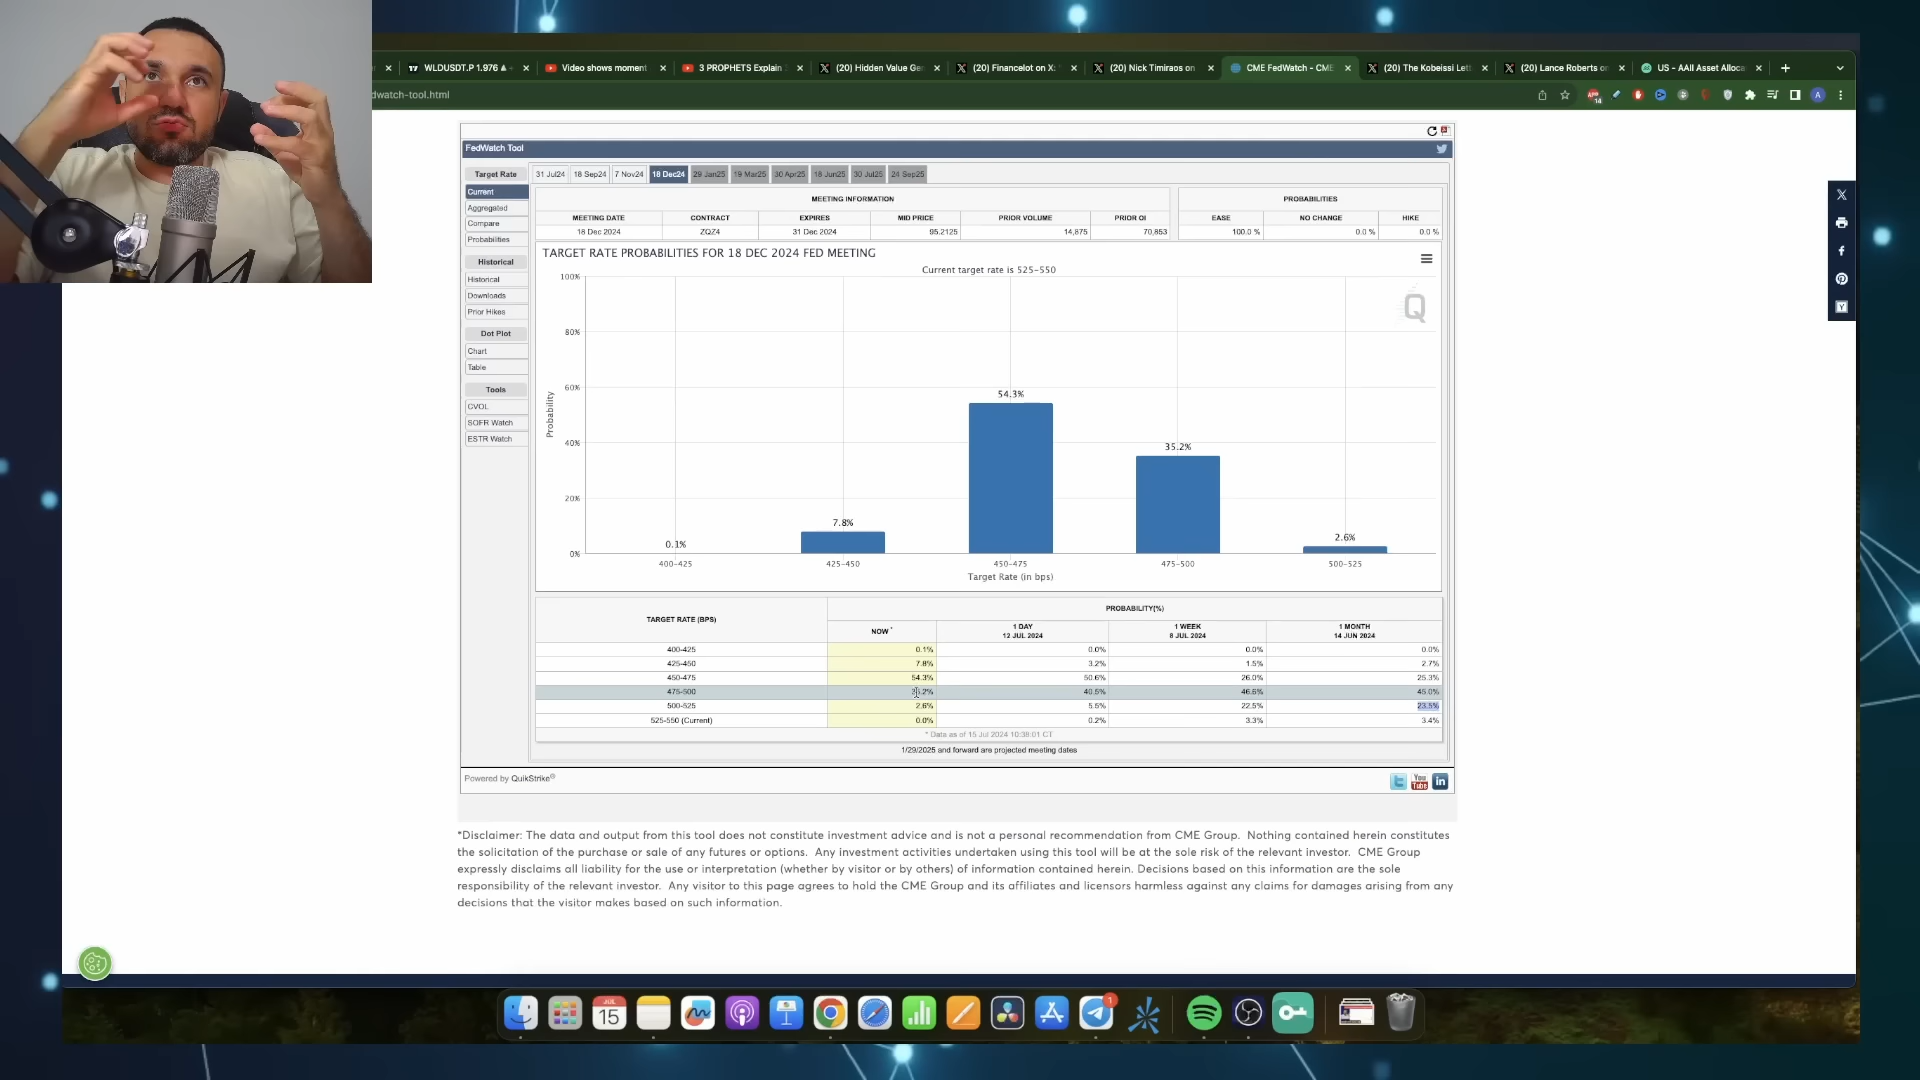 WLDUSDT.P 1.976
Video shows moment
3 PROPHETS Explain
(20) Hidden Value Ge
(20) Financelot on X:
(20) Nick Timiraos on
CME FedWatch - CME
(20) The Kobeissi Lett
(20) Lance Roberts o
US - AAII Asset Alloca
dwatch-tool.html
14
A
FedWatch Tool
Target Rate
Current
Aggregated
Compare
Probabilities
Historical
Historical
Downloads
Prior Hikes
Dot Plot
Chart
Table
Tools
CVOL
SOFR Watch
ESTR Watch
31 Jul24 18 Sep24 7 Nov24 18 Dec24 29 Jan25 19 Mar25 30 Apr25 18 Jun25 30 Jul25 24 Sep25
MEETING INFORMATION
MEETING DATE CONTRACT EXPIRES MID PRICE PRIOR VOLUME PRIOR OI
18 Dec 2024 ZQZ4 31 Dec 2024 95.2125 14,875 70,853
PROBABILITIES
EASE NO CHANGE HIKE
100.0 % 0.0 % 0.0 %
TARGET RATE PROBABILITIES FOR 18 DEC 2024 FED MEETING
Current target rate is 525-550
Q
Probability
100%
80%
60%
40%
20%
0%
0.1%
7.8%
54.3%
35.2%
2.6%
400-425 425-450 450-475 475-500 500-525
Target Rate (in bps)
TARGET RATE (BPS) PROBABILITY(%)
NOW * 1 DAY 12 JUL 2024 1 WEEK 8 JUL 2024 1 MONTH 14 JUN 2024
400-425 0.1% 0.0% 0.0% 0.0%
425-450 7.8% 3.2% 1.5% 2.7%
450-475 54.3% 50.6% 26.0% 25.3%
475-500 35.2% 40.5% 46.6% 45.0%
500-525 2.6% 5.5% 22.5% 23.5%
525-550 (Current) 0.0% 0.2% 3.3% 3.4%
* Data as of 15 Jul 2024 10:38:01 CT
1/29/2025 and forward are projected meeting dates
Powered by QuikStrike®
You Tube
in
*Disclaimer: The data and output from this tool does not constitute investment advice and is not a personal recommendation from CME Group. Nothing contained herein constitutes
the solicitation of the purchase or sale of any futures or options. Any investment activities undertaken using this tool will be at the sole risk of the relevant investor. CME Group
expressly disclaims all liability for the use or interpretation (whether by visitor or by others) of information contained herein. Decisions based on this information are the sole
responsibility of the relevant investor. Any visitor to this page agrees to hold the CME Group and its affiliates and licensors harmless against any claims for damages arising from any
decisions that the visitor makes based on such information.
JUL
15
1